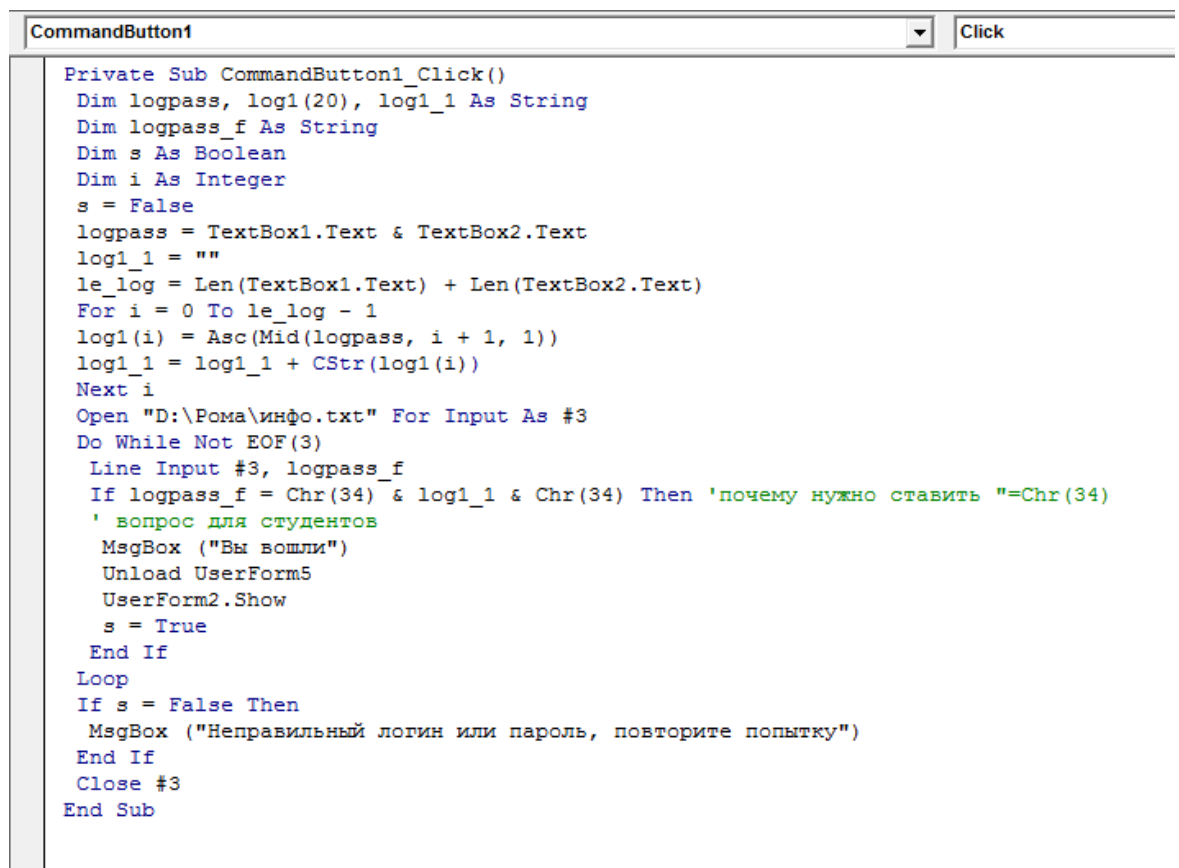 CommandButton1 Click
Private Sub CommandButton1_Click()
Dim logpass, log1(20), log1_1 As String
Dim logpass_f As String
Dim s As Boolean
Dim i As Integer
s = False
logpass = TextBox1.Text & TextBox2.Text
log1_1 = ""
le_log = Len(TextBox1.Text) + Len(TextBox2.Text)
For i = 0 To le_log - 1
log1(i) = Asc(Mid(logpass, i + 1, 1))
log1_1 = log1_1 + CStr(log1(i))
Next i
Open "D:\Рома\инфо.txt" For Input As #3
Do While Not EOF(3)
Line Input #3, logpass_f
If logpass_f = Chr(34) & log1_1 & Chr(34) Then 'почему нужно ставить "=Chr(34)
' вопрос для студентов
MsgBox ("Вы вошли")
Unload UserForm5
UserForm2.Show
s = True
End If
Loop
If s = False Then
MsgBox ("Неправильный логин или пароль, повторите попытку")
End If
Close #3
End Sub